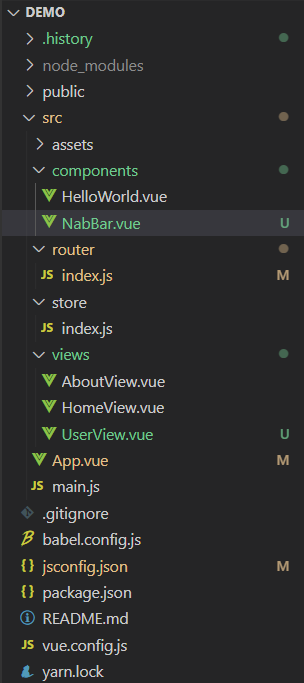 DEMO
.history
node_modules
public
src
assets
components
HelloWorld.vue
NabBar.vue U
router
index.js M
store
JS index.js
views
AboutView.vue
HomeView.vue
UserView.vue U
App.vue M
JS main.js
.gitignore
babel.config.js
{} jsconfig.json M
{} package.json
README.md
vue.config.js
yarn.lock